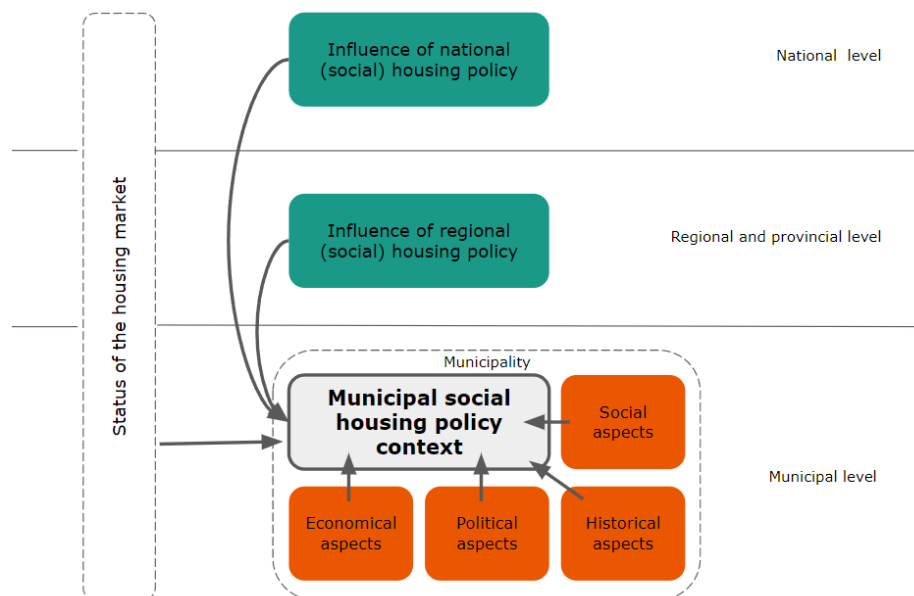 Influence of national
(social) housing policy
National level
Status of the housing market
Influence of regional
(social) housing policy
Regional and provincial level
Municipality
Municipal social
housing policy
context
Social
aspects
Municipal level
Economical
aspects
Political
aspects
Historical
aspects